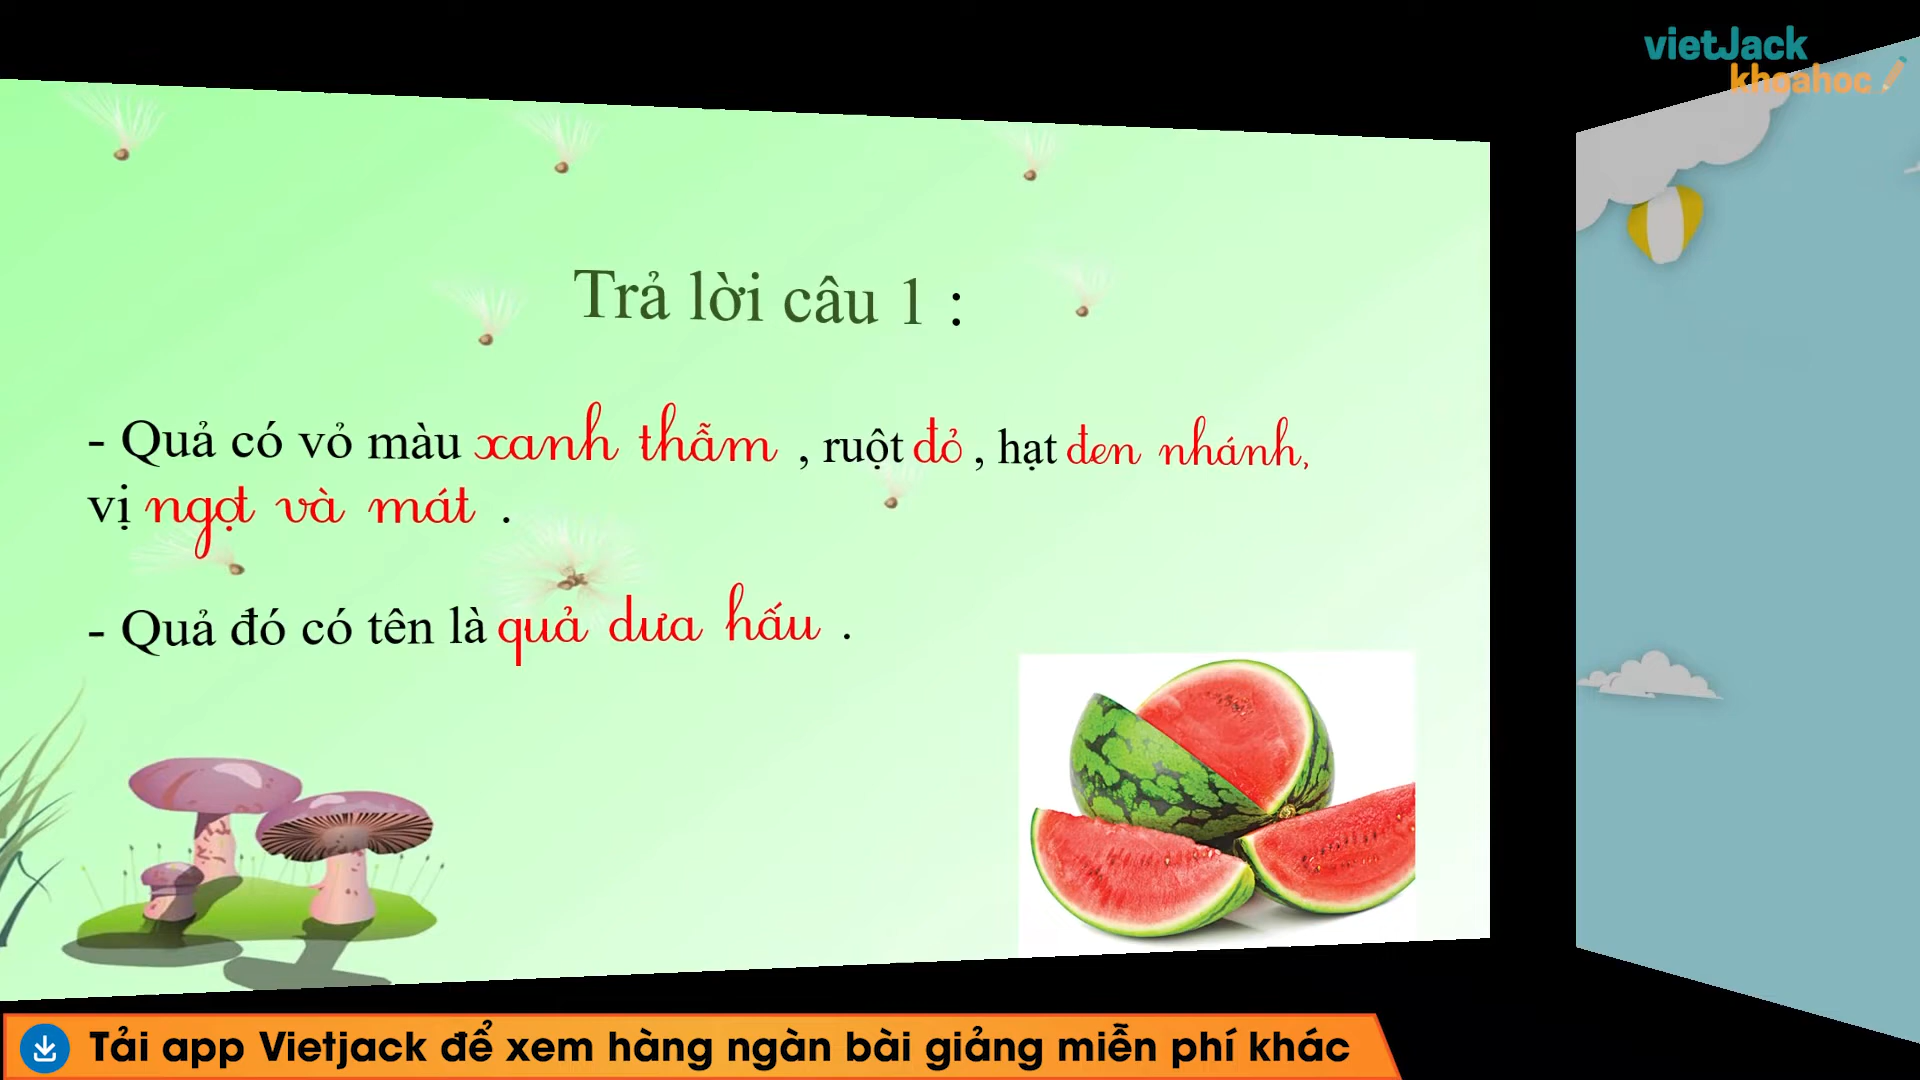 vietJack
khoahoc
Trả lời câu 1 :
- Quả có vỏ màu xanh thẫm , ruột đỏ , hạt đen nhánh,
vị ngọt và mát .
- Quả đó có tên là quả dưa hấu .
Tải app Vietjack để xem hàng ngàn bài giảng miễn phí khác